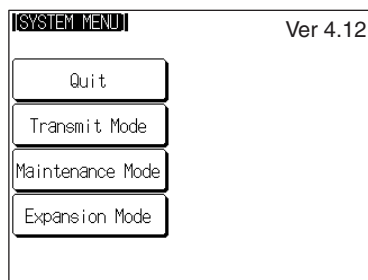 [SYSTEM MENU]
Ver 4.12
Quit
Transmit Mode
Maintenance Mode
Expansion Mode